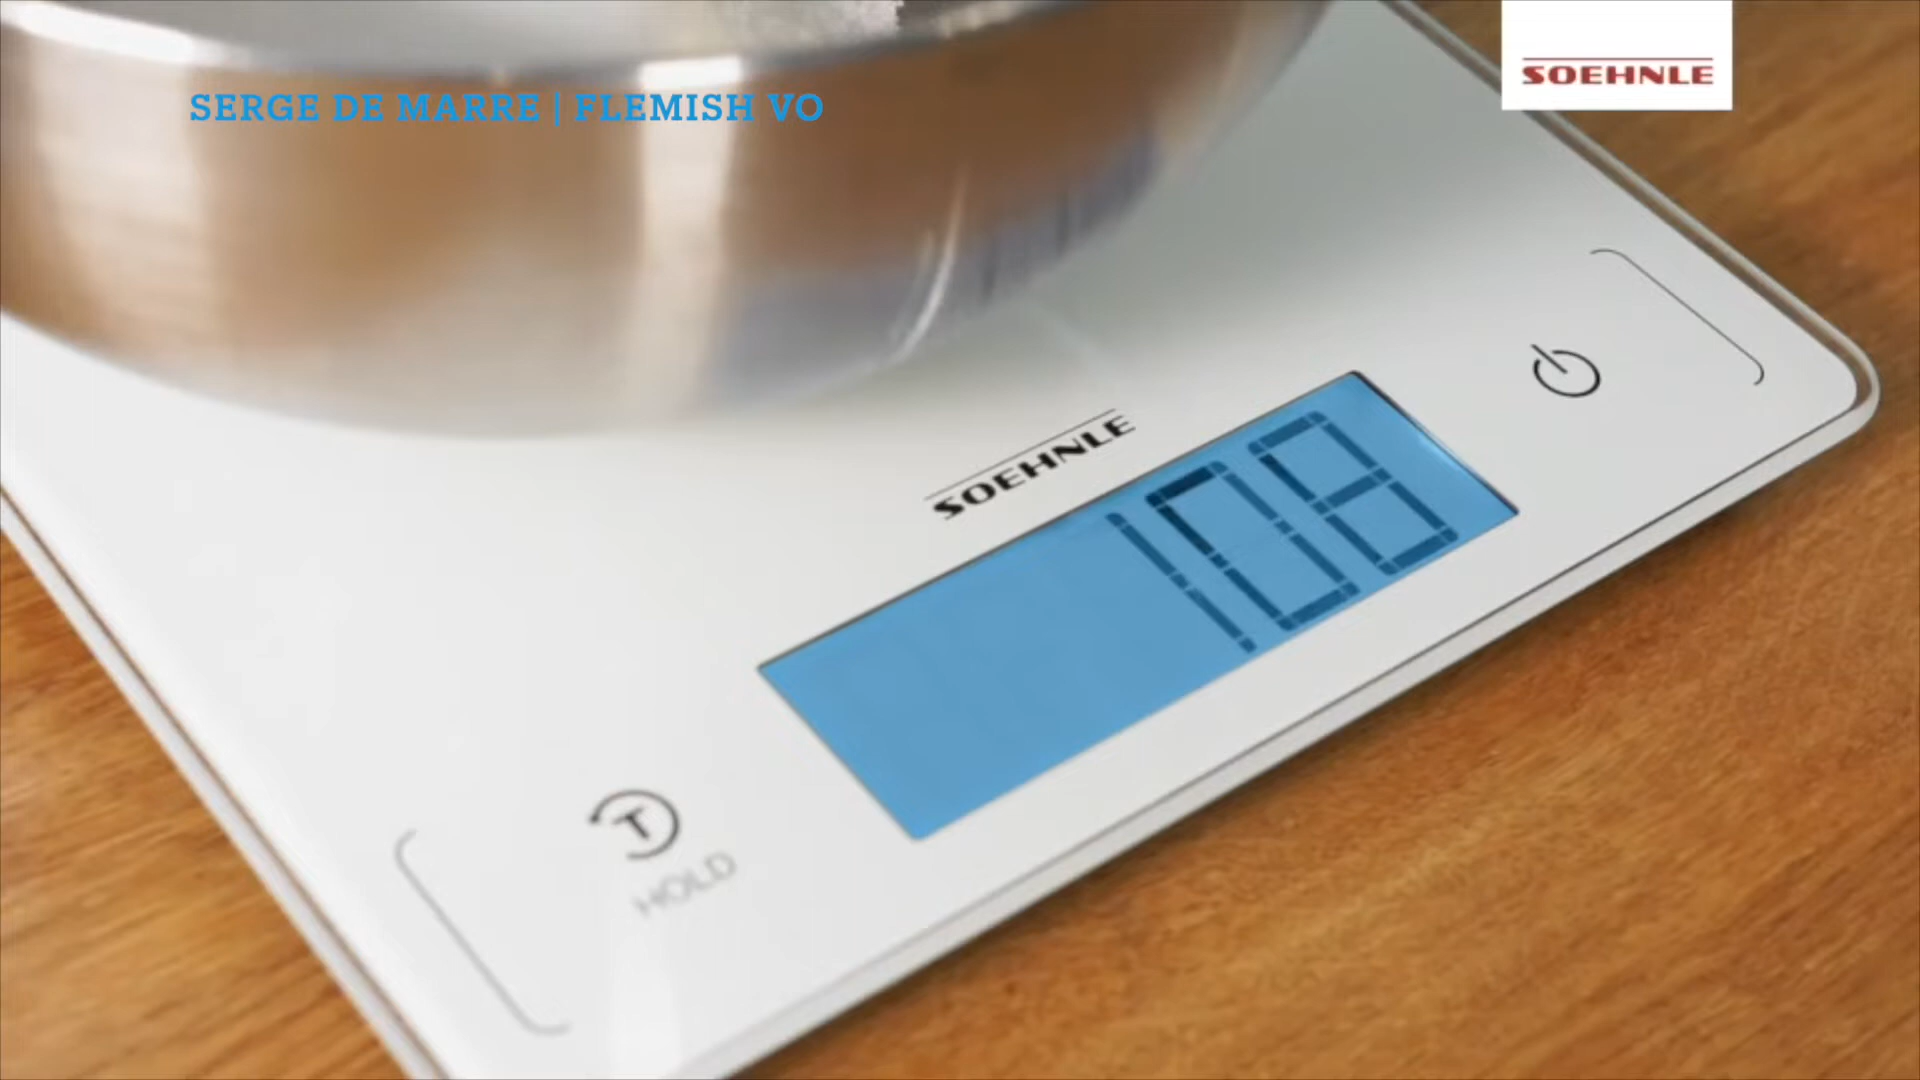 SERGE DE MARRE | FLEMISH VO
SOEHNLE
SOEHNLE
108
T
HOLD